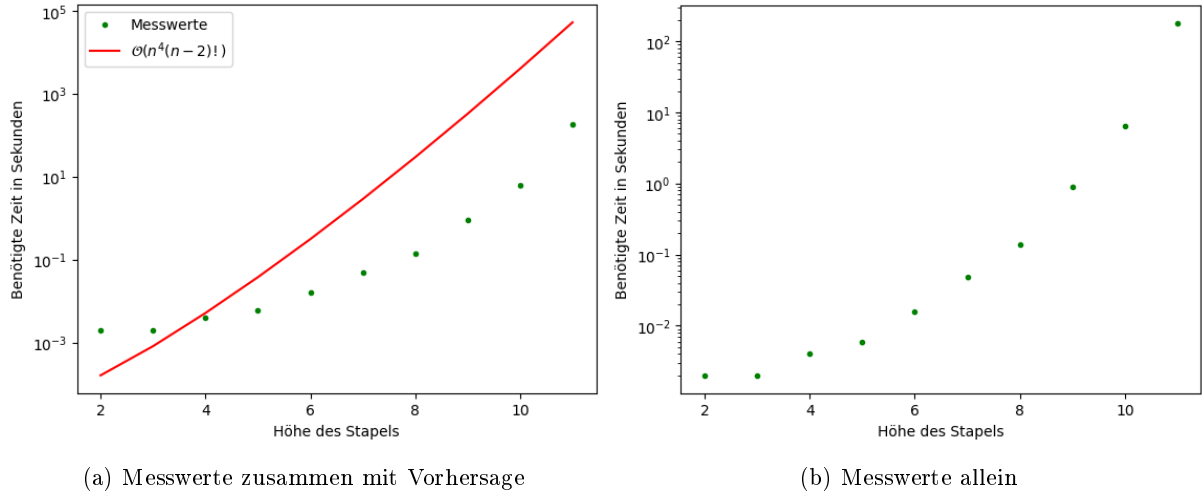 10^5
10^3
10^1
10^-1
10^-3
Benötigte Zeit in Sekunden
Messwerte
𝒪(n^4(n − 2)!)
2 4 6 8 10
Höhe des Stapels
(a) Messwerte zusammen mit Vorhersage
10^2
10^1
10^0
10^-1
10^-2
Benötigte Zeit in Sekunden
2 4 6 8 10
Höhe des Stapels
(b) Messwerte allein